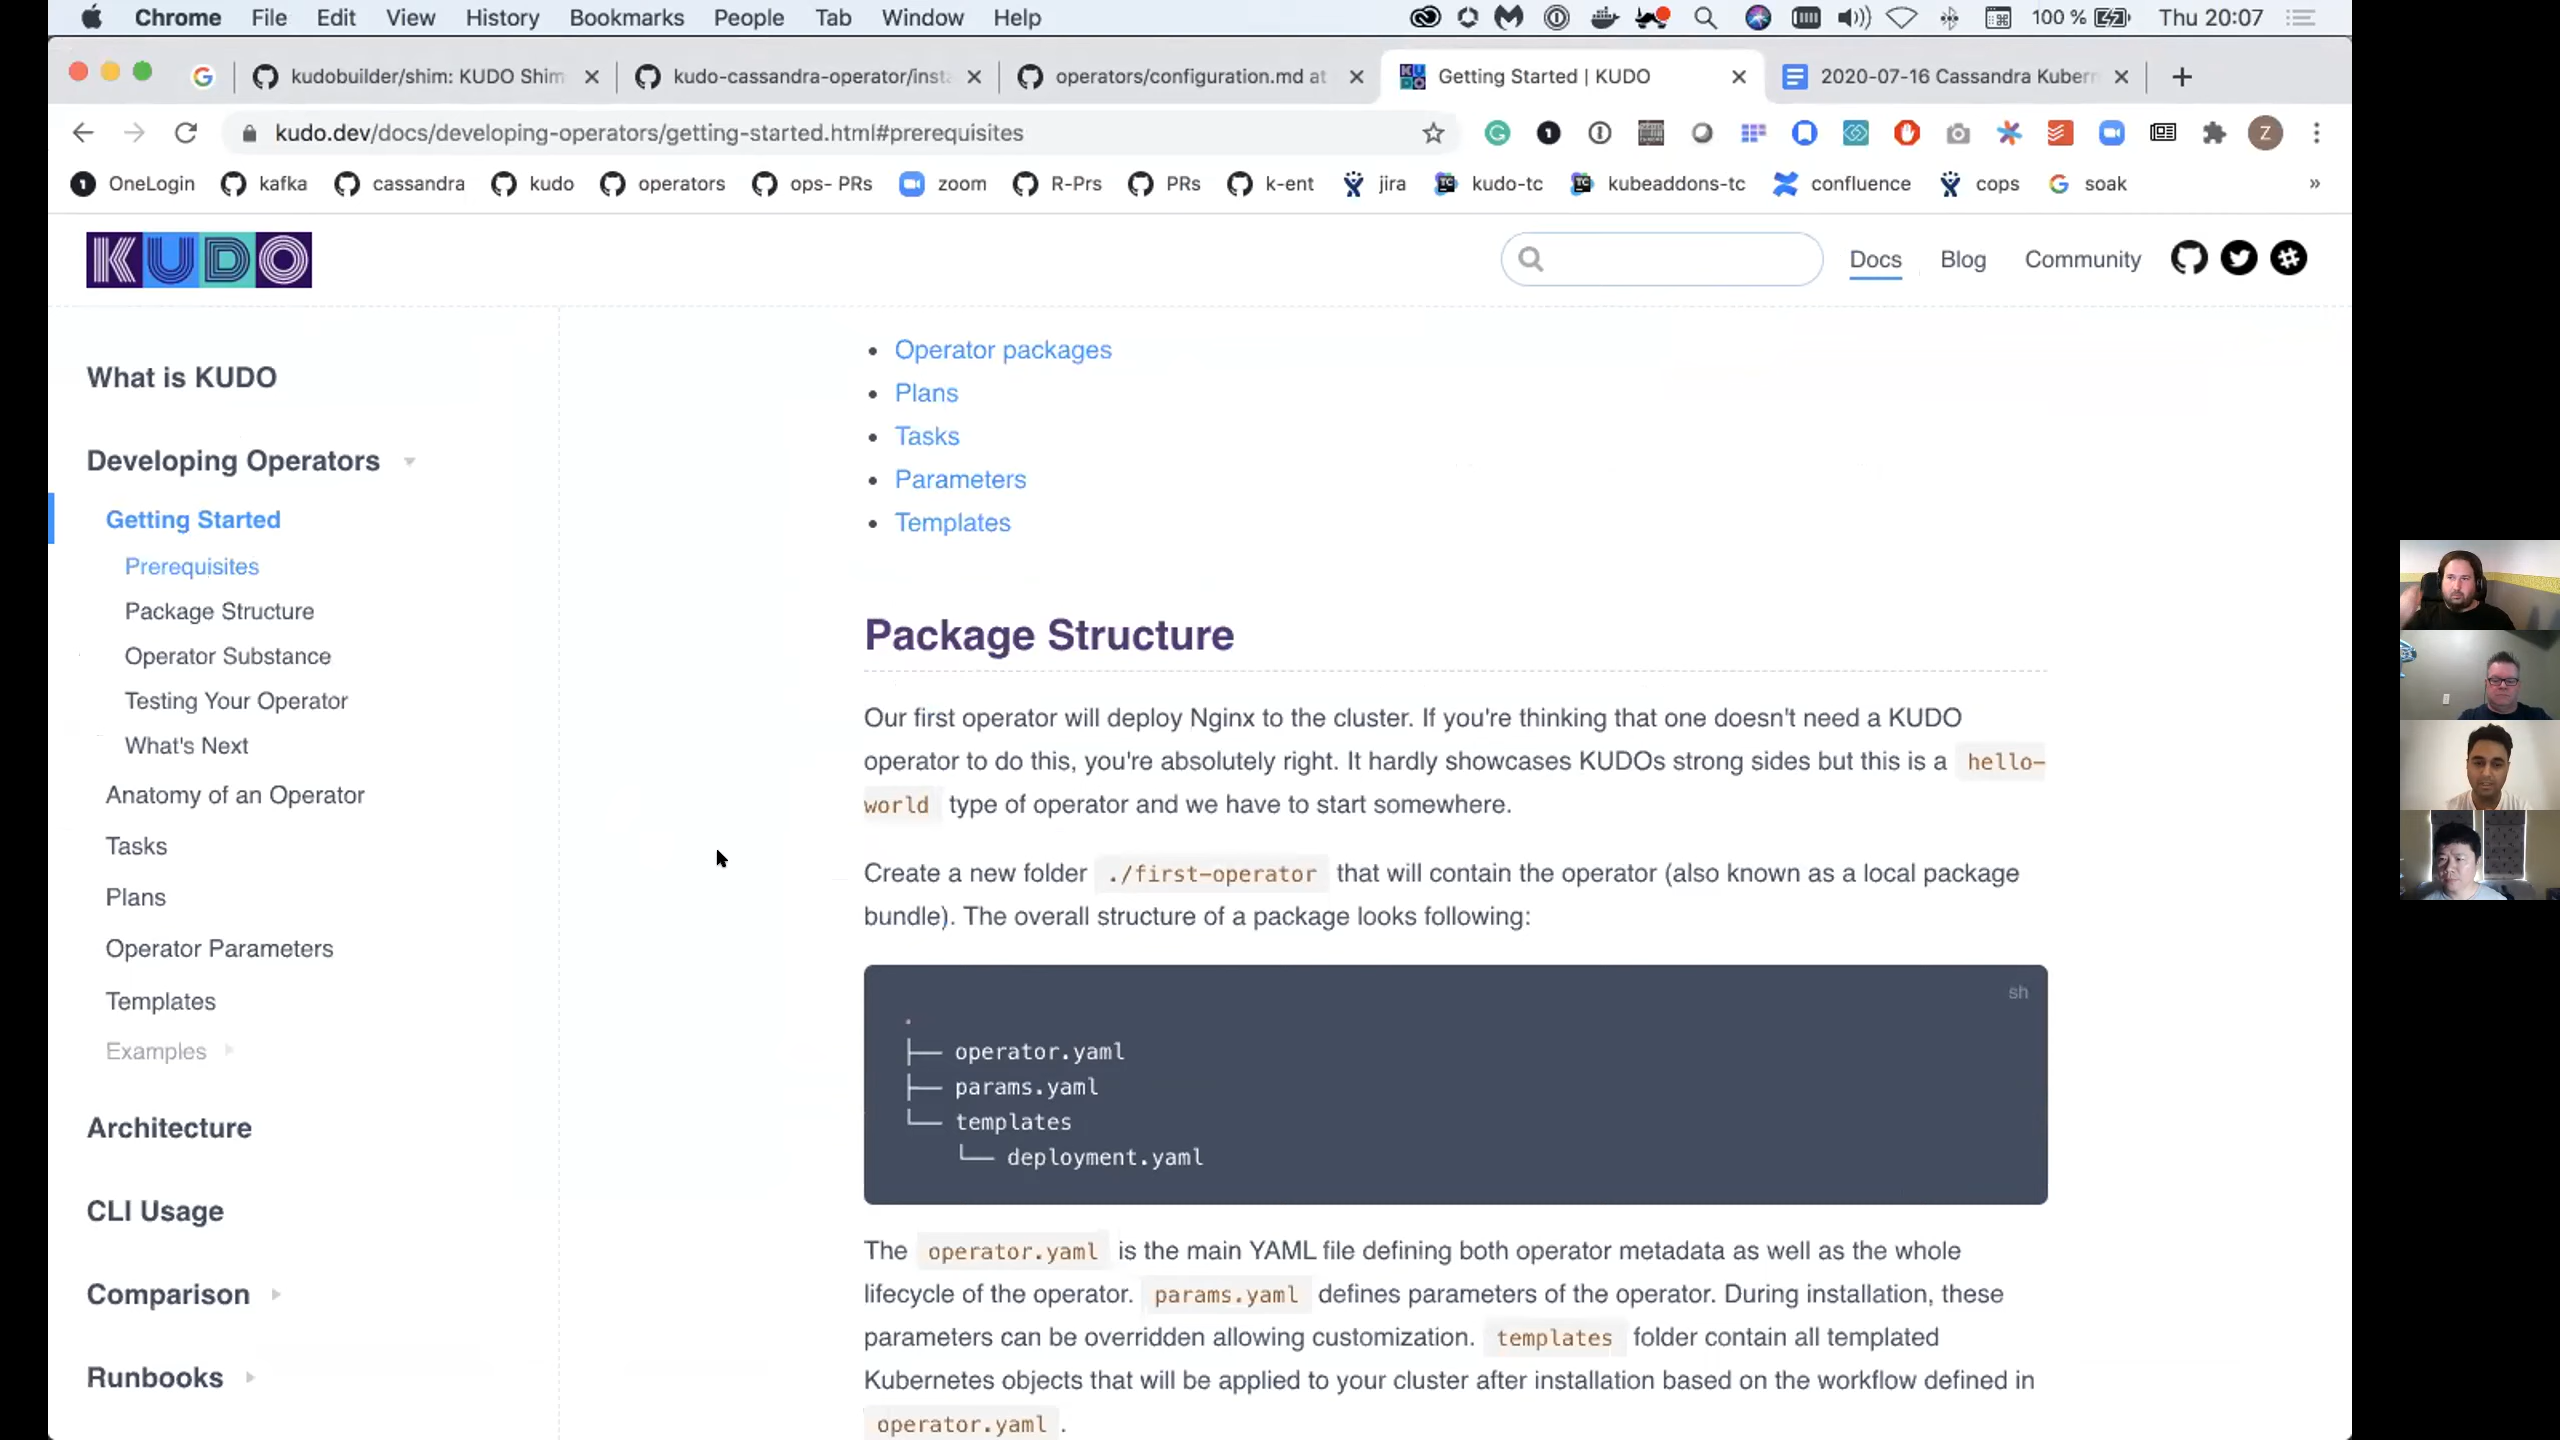 Chrome File Edit View History Bookmarks People Tab Window Help 100 % Thu 20:07
kudobuilder/shim: KUDO Shim kudo-cassandra-operator/insta operators/configuration.md at Getting Started | KUDO 2020-07-16 Cassandra Kubern
kudo.dev/docs/developing-operators/getting-started.html#prerequisites
OneLogin kafka cassandra kudo operators ops- PRs zoom R-Prs PRs k-ent jira kudo-tc kubeaddons-tc confluence cops soak »
KUDO Docs Blog Community
What is KUDO
Developing Operators
Getting Started
Prerequisites
Package Structure
Operator Substance
Testing Your Operator
What's Next
Anatomy of an Operator
Tasks
Plans
Operator Parameters
Templates
Examples
Architecture
CLI Usage
Comparison
Runbooks
Operator packages
Plans
Tasks
Parameters
Templates
Package Structure
Our first operator will deploy Nginx to the cluster. If you're thinking that one doesn't need a KUDO
operator to do this, you're absolutely right. It hardly showcases KUDOs strong sides but this is a hello-
world type of operator and we have to start somewhere.
Create a new folder ./first-operator that will contain the operator (also known as a local package
bundle). The overall structure of a package looks following:
sh
.
├── operator.yaml
├── params.yaml
└── templates
└── deployment.yaml
The operator.yaml is the main YAML file defining both operator metadata as well as the whole
lifecycle of the operator. params.yaml defines parameters of the operator. During installation, these
parameters can be overridden allowing customization. templates folder contain all templated
Kubernetes objects that will be applied to your cluster after installation based on the workflow defined in
operator.yaml .